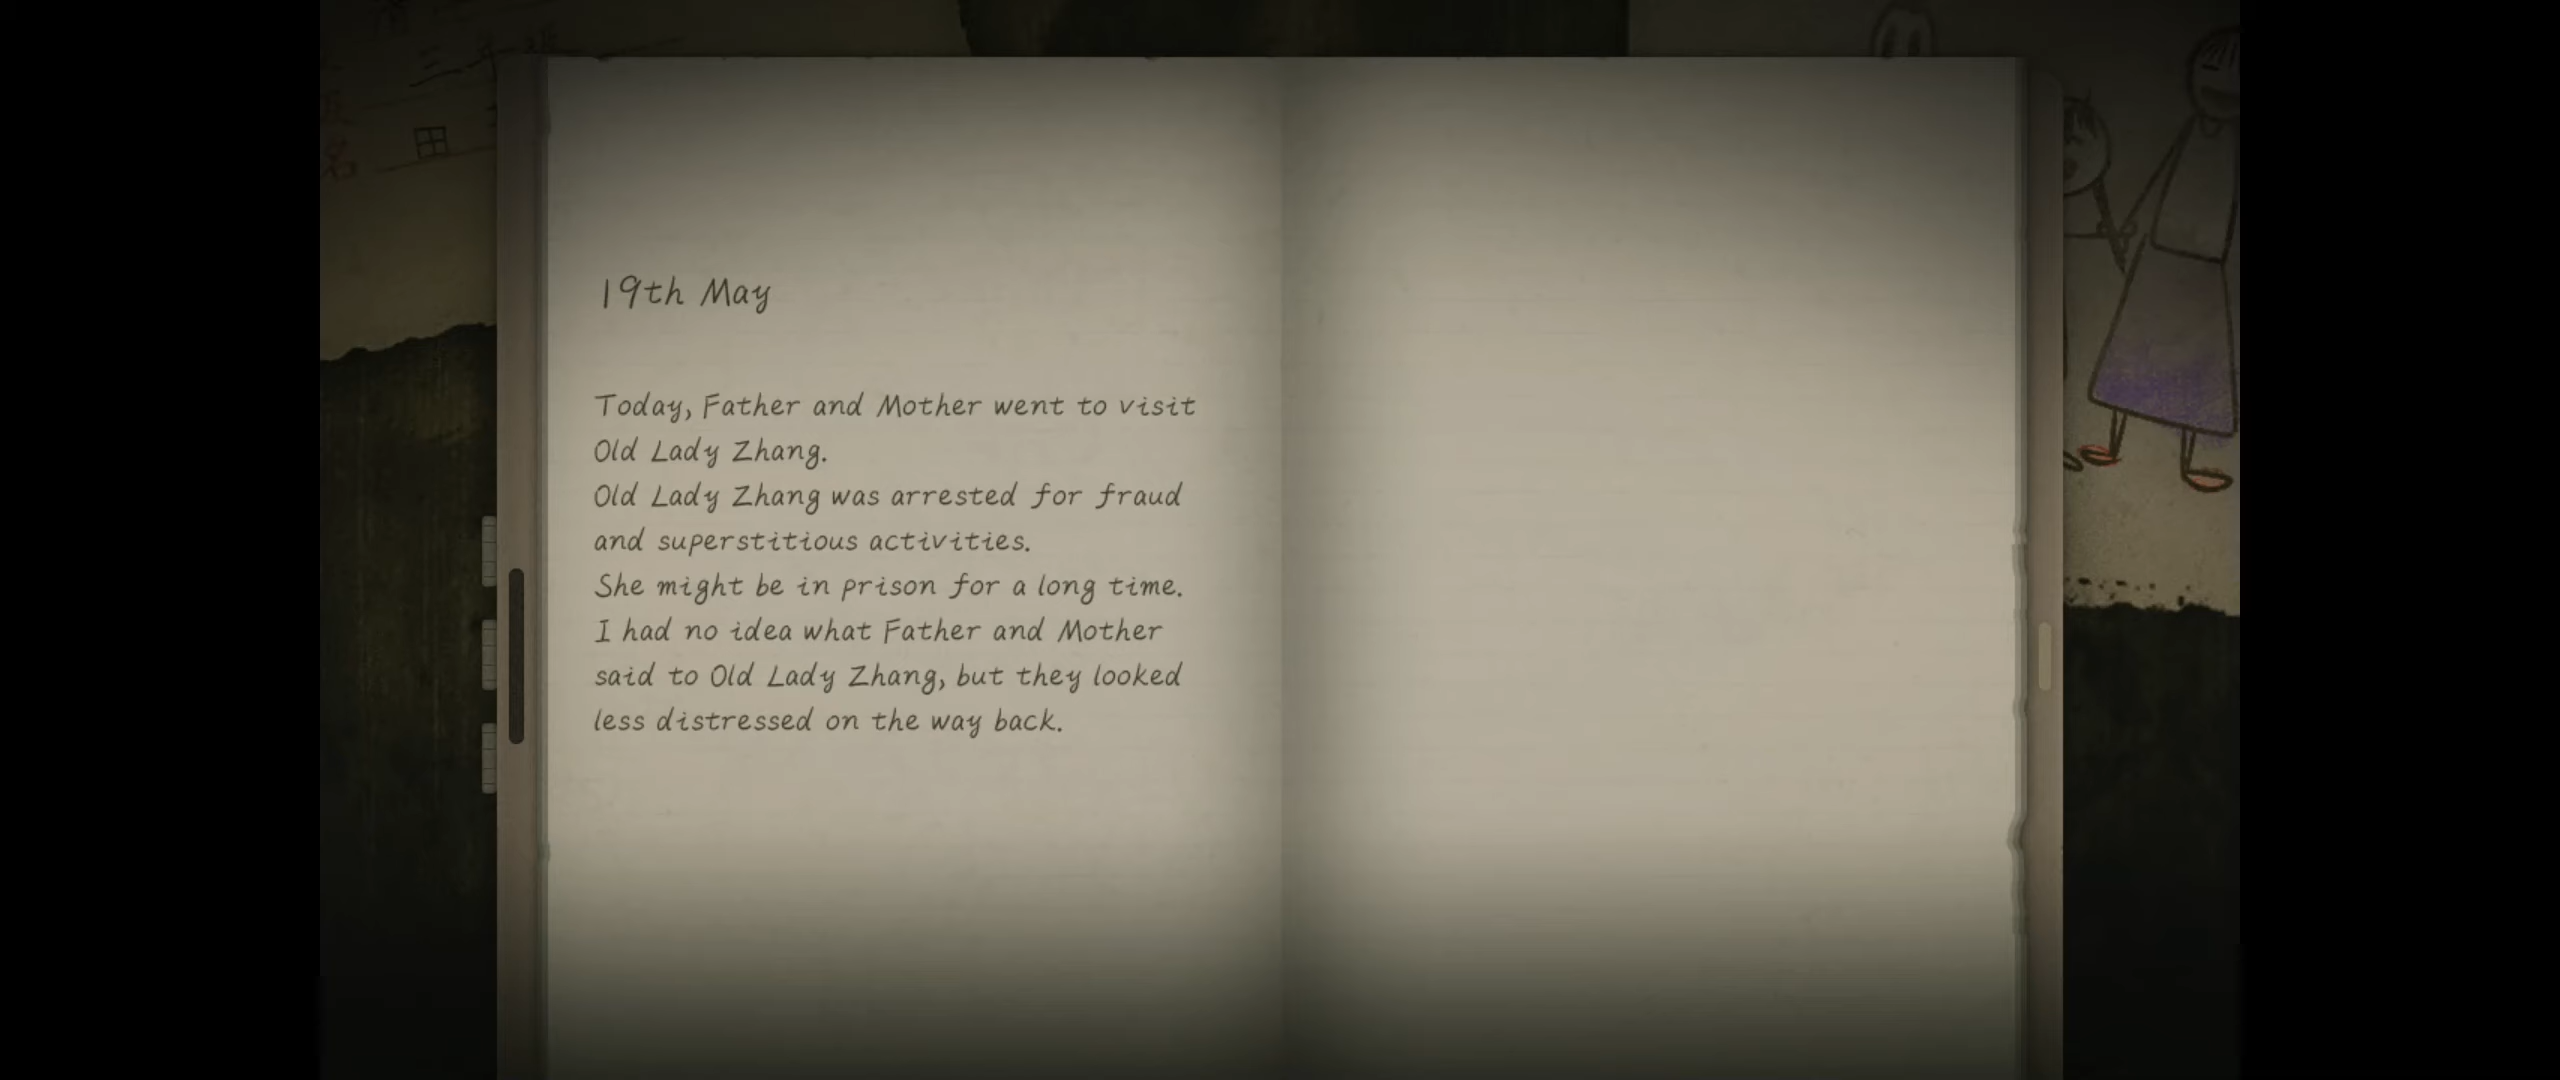 19th May
Today, Father and Mother went to visit
Old Lady Zhang.
Old Lady Zhang was arrested for fraud
and superstitious activities.
She might be in prison for a long time.
I had no idea what Father and Mother
said to Old Lady Zhang, but they looked
less distressed on the way back.